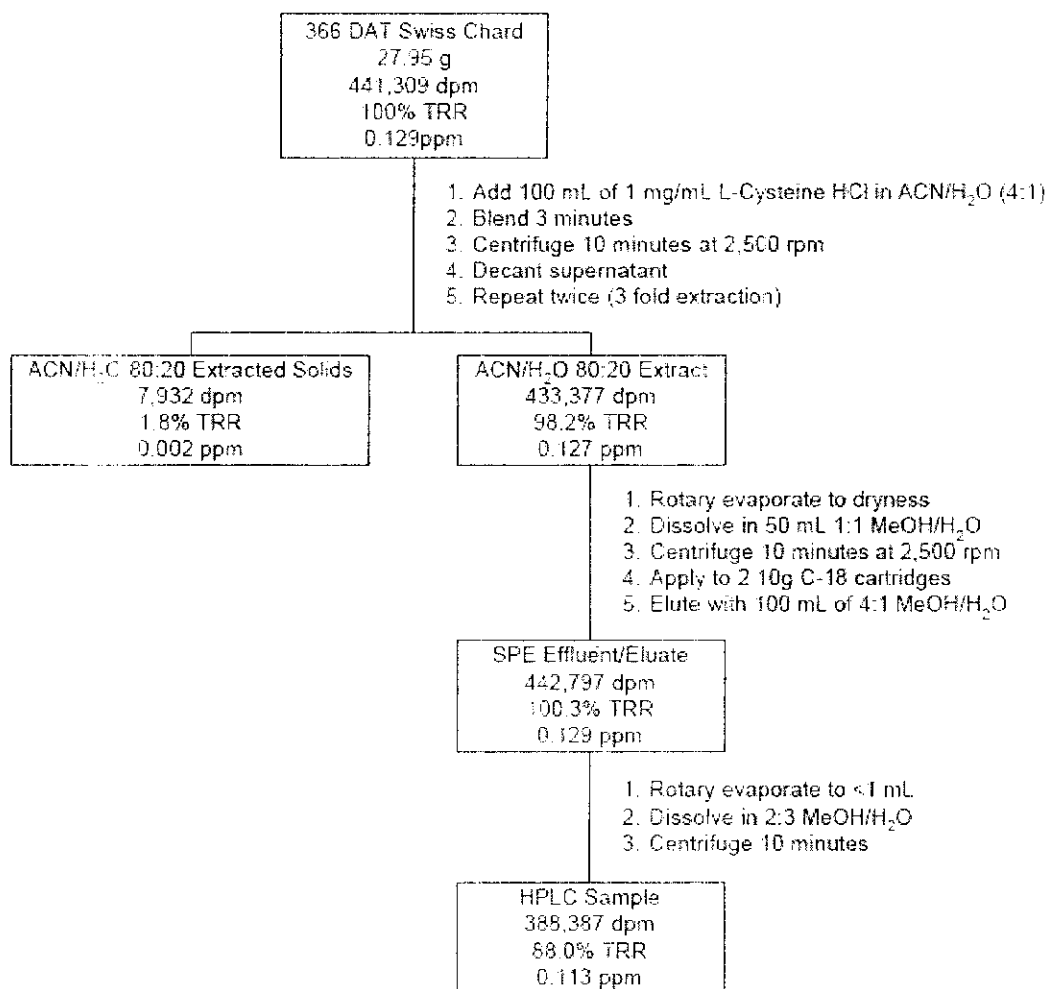 366 DAT Swiss Chard
27.95 g
441,309 dpm
100% TRR
0.129ppm
1. Add 100 mL of 1 mg/mL L-Cysteine HCl in ACN/H₂O (4:1)
2. Blend 3 minutes
3. Centrifuge 10 minutes at 2,500 rpm
4. Decant supernatant
5. Repeat twice (3 fold extraction)
ACN/H₂O 80:20 Extracted Solids
7,932 dpm
1.8% TRR
0.002 ppm
ACN/H₂O 80:20 Extract
433,377 dpm
98.2% TRR
0.127 ppm
1. Rotary evaporate to dryness
2. Dissolve in 50 mL 1:1 MeOH/H₂O
3. Centrifuge 10 minutes at 2,500 rpm
4. Apply to 2 10g C-18 cartridges
5. Elute with 100 mL of 4:1 MeOH/H₂O
SPE Effluent/Eluate
442,797 dpm
100.3% TRR
0.129 ppm
1. Rotary evaporate to <1 mL
2. Dissolve in 2:3 MeOH/H₂O
3. Centrifuge 10 minutes
HPLC Sample
388,387 dpm
88.0% TRR
0.113 ppm